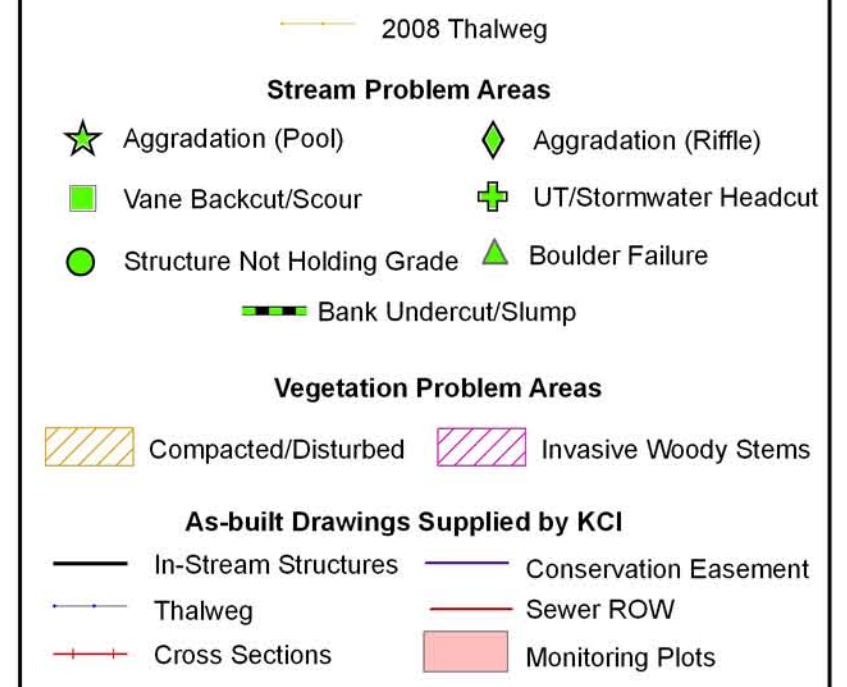 2008 Thalweg
Stream Problem Areas
Aggradation (Pool)
Aggradation (Riffle)
Vane Backcut/Scour
UT/Stormwater Headcut
Structure Not Holding Grade
Boulder Failure
Bank Undercut/Slump
Vegetation Problem Areas
Compacted/Disturbed
Invasive Woody Stems
As-built Drawings Supplied by KCI
In-Stream Structures
Conservation Easement
Thalweg
Sewer ROW
Cross Sections
Monitoring Plots